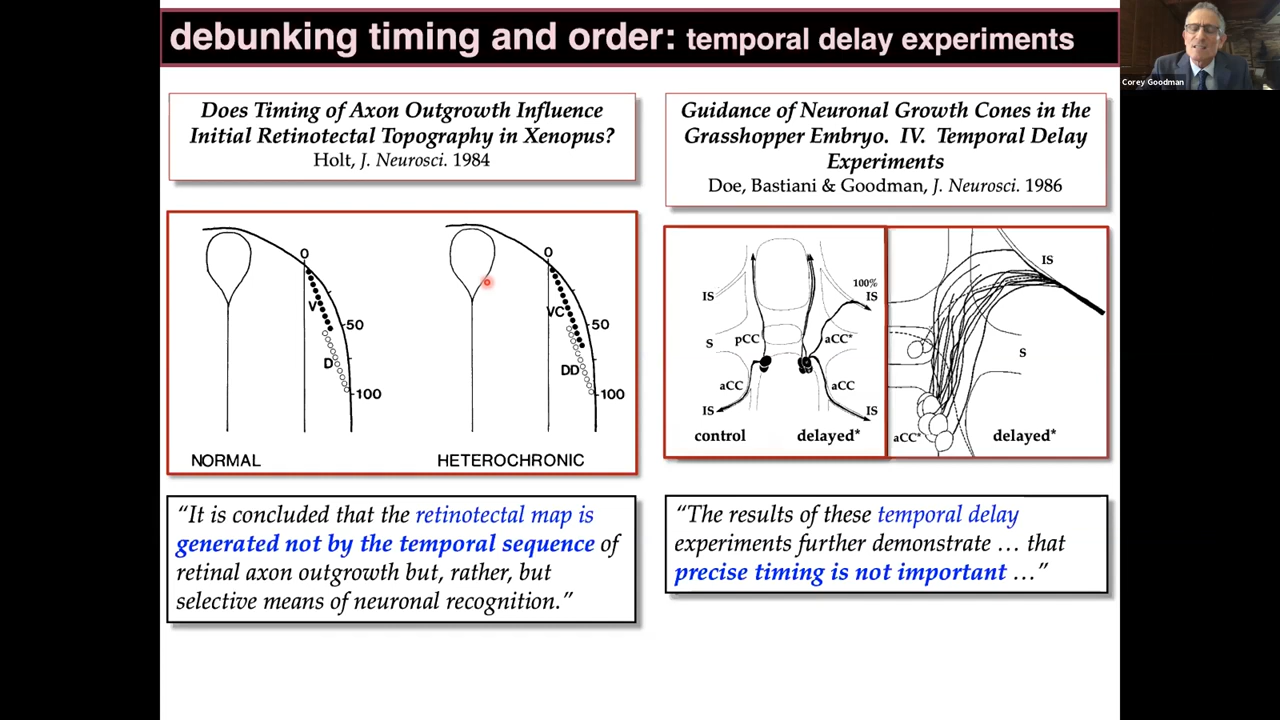 debunking timing and order: temporal delay experiments
Corey Goodman
Does Timing of Axon Outgrowth Influence
Initial Retinotectal Topography in Xenopus?
Holt, J. Neurosci. 1984
Guidance of Neuronal Growth Cones in the
Grasshopper Embryo. IV. Temporal Delay
Experiments
Doe, Bastiani & Goodman, J. Neurosci. 1986
0
V
50
D
100
NORMAL
0
VC
50
DD
100
HETEROCHRONIC
100%
IS
IS
S
pCC
aCC*
aCC
aCC
IS
IS
control
delayed*
IS
S
aCC*
delayed*
“It is concluded that the retinotectal map is
generated not by the temporal sequence of
retinal axon outgrowth but, rather, but
selective means of neuronal recognition.”
“The results of these temporal delay
experiments further demonstrate … that
precise timing is not important …”